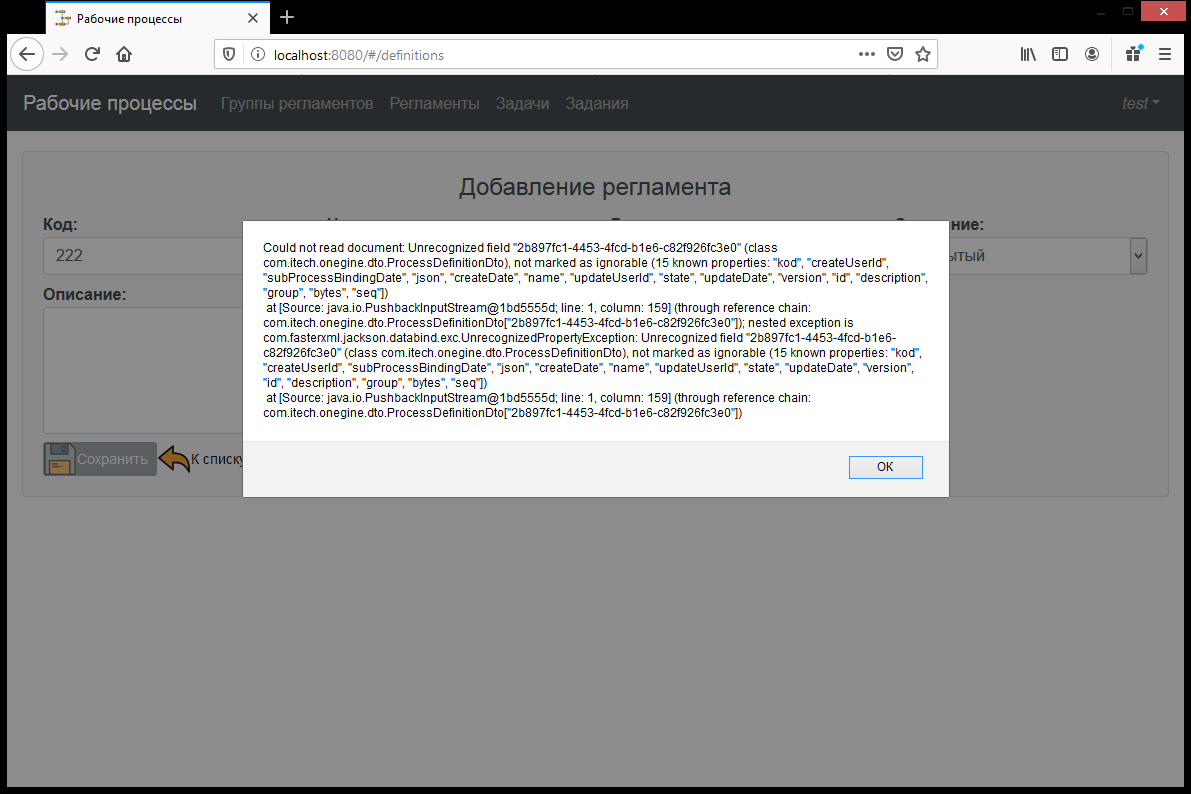 Рабочие процессы
localhost:8080/#/definitions
Рабочие процессы Группы регламентов Регламенты Задачи Задания test
Добавление регламента
Код:
ние:
222
ытый
Описание:
Could not read document: Unrecognized field "2b897fc1-4453-4fcd-b1e6-c82f926fc3e0" (class
com.itech.onegine.dto.ProcessDefinitionDto), not marked as ignorable (15 known properties: "kod", "createUserId",
"subProcessBindingDate", "json", "createDate", "name", "updateUserId", "state", "updateDate", "version", "id", "description",
"group", "bytes", "seq"])
at [Source: java.io.PushbackInputStream@1bd5555d; line: 1, column: 159] (through reference chain:
com.itech.onegine.dto.ProcessDefinitionDto["2b897fc1-4453-4fcd-b1e6-c82f926fc3e0"]); nested exception is
com.fasterxml.jackson.databind.exc.UnrecognizedPropertyException: Unrecognized field "2b897fc1-4453-4fcd-b1e6-
c82f926fc3e0" (class com.itech.onegine.dto.ProcessDefinitionDto), not marked as ignorable (15 known properties: "kod",
"createUserId", "subProcessBindingDate", "json", "createDate", "name", "updateUserId", "state", "updateDate", "version",
"id", "description", "group", "bytes", "seq"])
at [Source: java.io.PushbackInputStream@1bd5555d; line: 1, column: 159] (through reference chain:
com.itech.onegine.dto.ProcessDefinitionDto["2b897fc1-4453-4fcd-b1e6-c82f926fc3e0"])
Сохранить К списку
OK